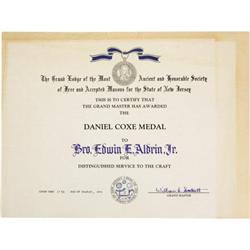 The Grand Lodge of the Most Ancient and Honorable Society
of Free and Accepted Masons for the State of New Jersey
THIS IS TO CERTIFY THAT
THE GRAND MASTER HAS AWARDED
THE
DANIEL COXE MEDAL
TO
Bro. Edwin E. Aldrin, Jr.
FOR
DISTINGUISHED SERVICE TO THE CRAFT
GRAND MASTER